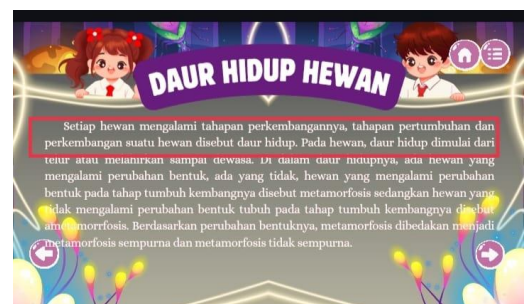 DAUR HIDUP HEWAN
Setiap hewan mengalami tahapan perkembangannya, tahapan pertumbuhan dan
perkembangan suatu hewan disebut daur hidup. Pada hewan, daur hidup dimulai dari
telur atau melahirkan sampai dewasa. Di dalam daur hidupnya, ada hewan yang
mengalami perubahan bentuk, ada yang tidak, hewan yang mengalami perubahan
bentuk pada tahap tumbuh kembangnya disebut metamorfosis sedangkan hewan yang
tidak mengalami perubahan bentuk tubuh pada tahap tumbuh kembangnya disebut
ametamorrfosis. Berdasarkan perubahan bentuknya, metamorfosis dibedakan menjadi
metamorfosis sempurna dan metamorfosis tidak sempurna.